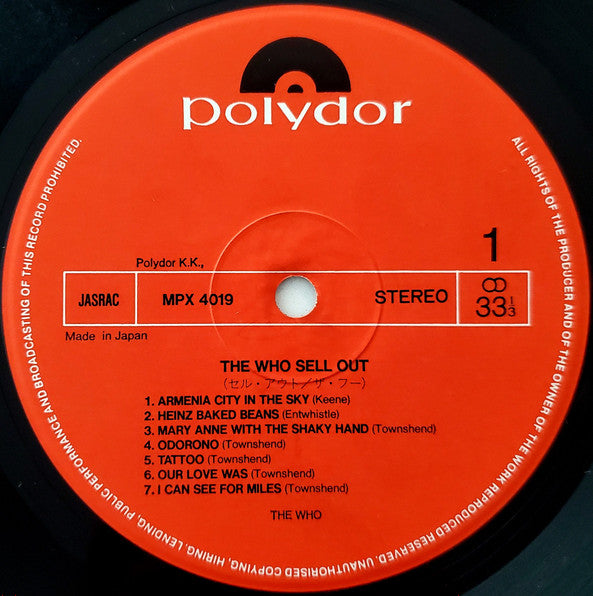 polydor
ALL RIGHTS OF THE PRODUCER AND OF THE OWNER OF THE WORK REPRODUCED RESERVED. UNAUTHORISED COPYING, HIRING, LENDING, PUBLIC PERFORMANCE AND BROADCASTING OF THIS RECORD PROHIBITED.
1
Polydor K.K.,
JASRAC MPX 4019 STEREO 33 1/3
Made in Japan
THE WHO SELL OUT
(セル・アウト/ザ・フー)
1. ARMENIA CITY IN THE SKY (Keene)
2. HEINZ BAKED BEANS (Entwhistle)
3. MARY ANNE WITH THE SHAKY HAND (Townshend)
4. ODORONO (Townshend)
5. TATTOO (Townshend)
6. OUR LOVE WAS (Townshend)
7. I CAN SEE FOR MILES (Townshend)
THE WHO